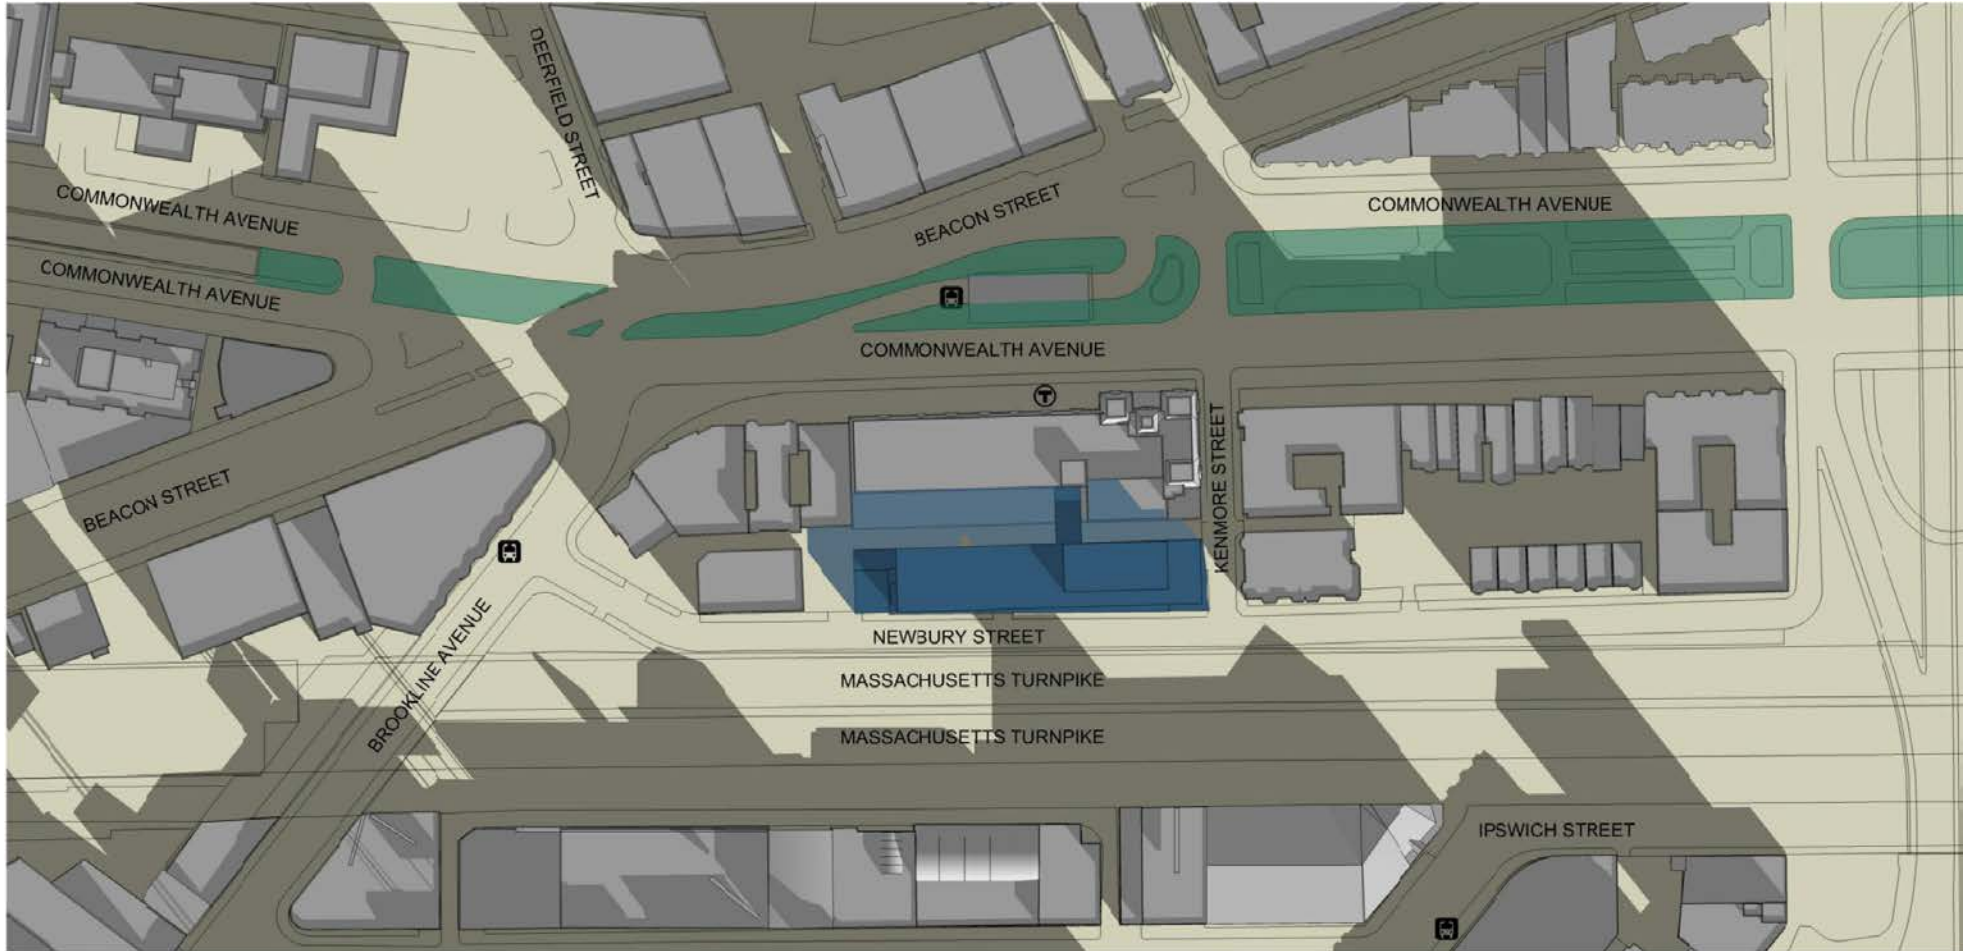 DEERFIELD STREET
COMMONWEALTH AVENUE
COMMONWEALTH AVENUE
BEACON STREET
COMMONWEALTH AVENUE
COMMONWEALTH AVENUE
T
KENMORE STREET
BEACON STREET
BROOKLINE AVENUE
NEWBURY STREET
MASSACHUSETTS TURNPIKE
MASSACHUSETTS TURNPIKE
IPSWICH STREET